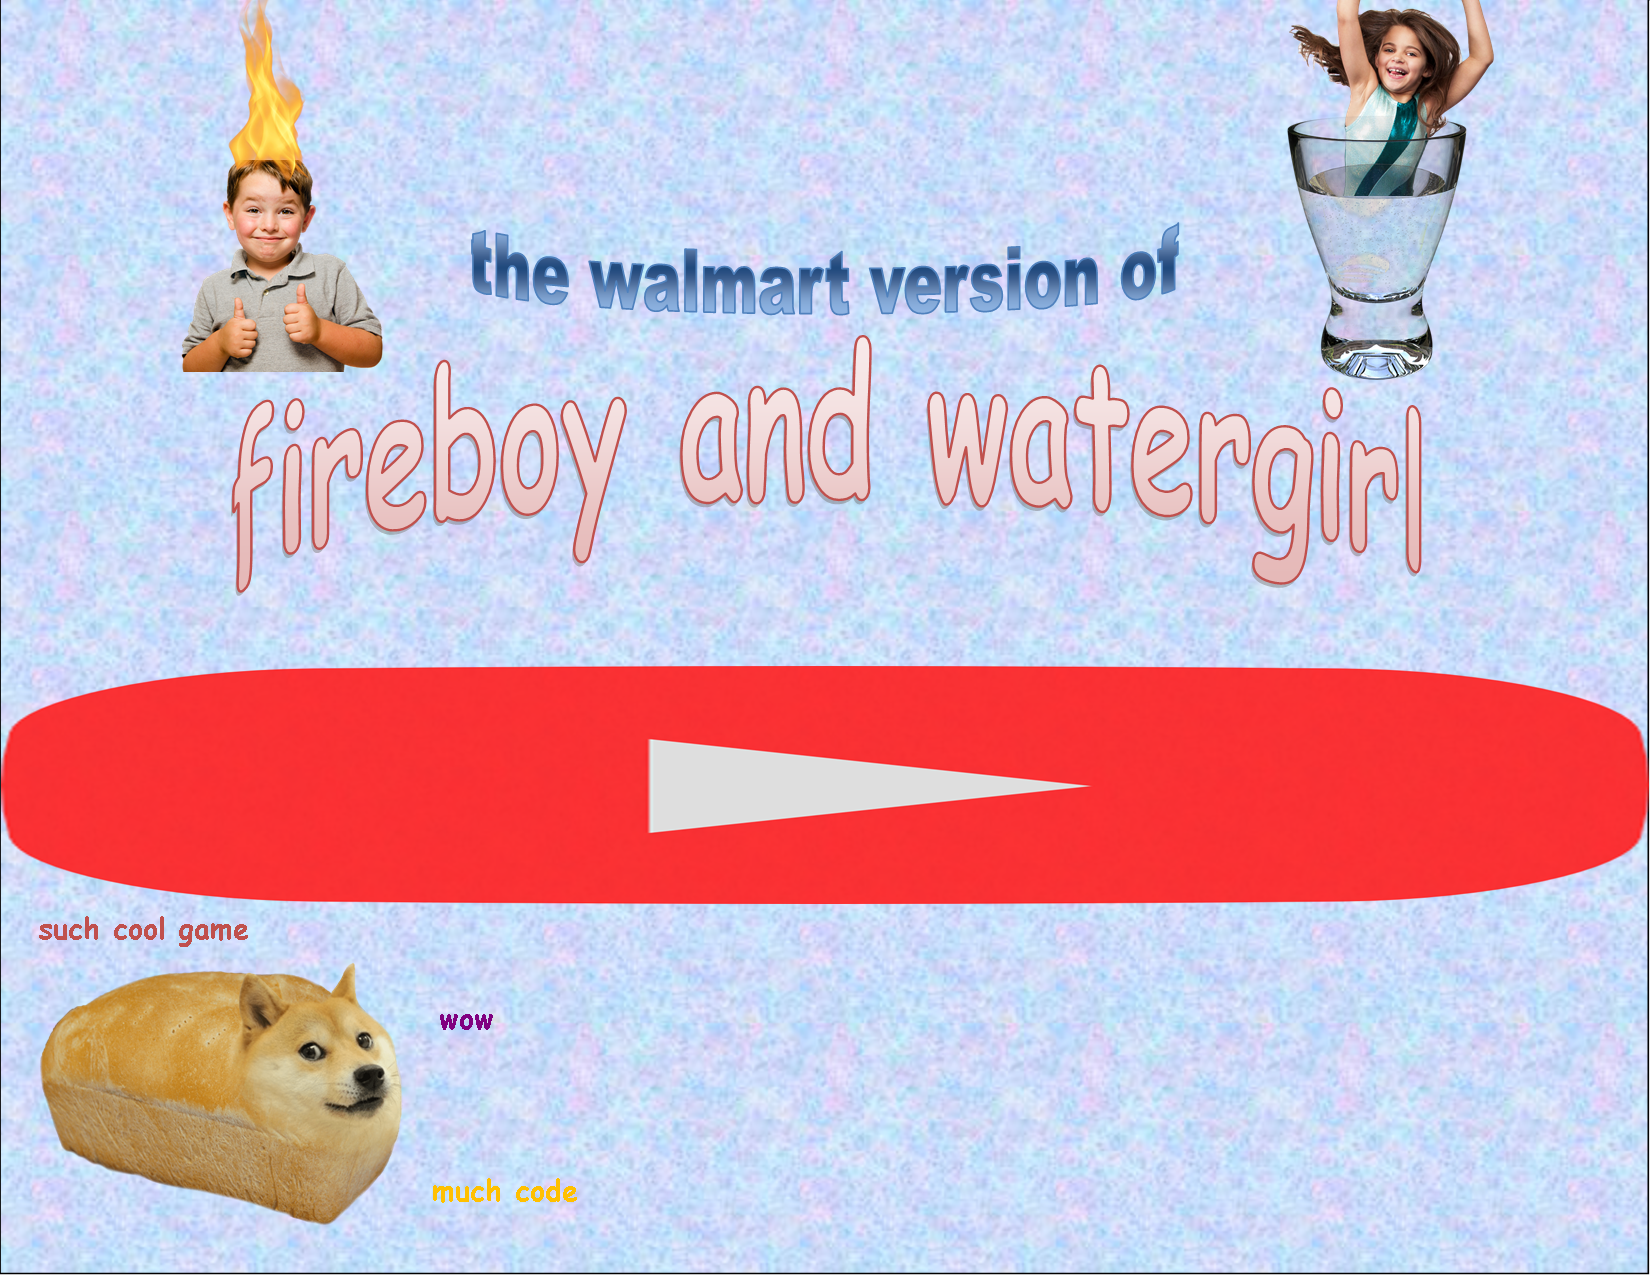 the walmart version of
fireboy and watergirl
such cool game
wow
much code